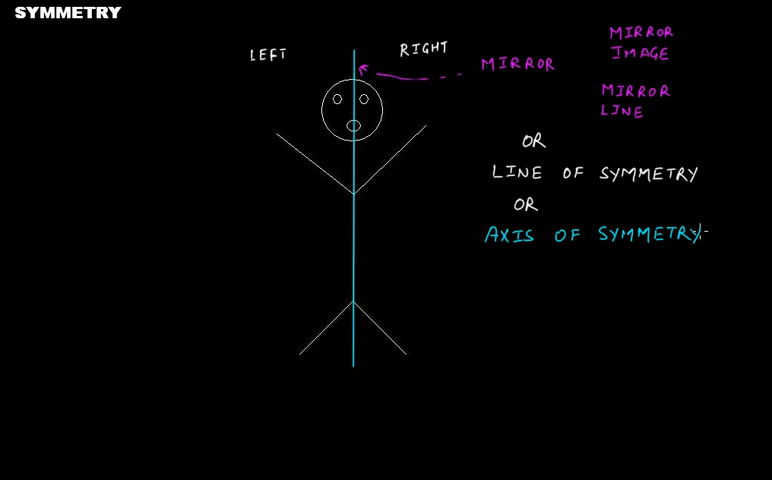 SYMMETRY
LEFT
RIGHT
MIRROR
MIRROR
IMAGE
MIRROR
LINE
OR
LINE OF SYMMETRY
OR
AXIS OF SYMMETRY